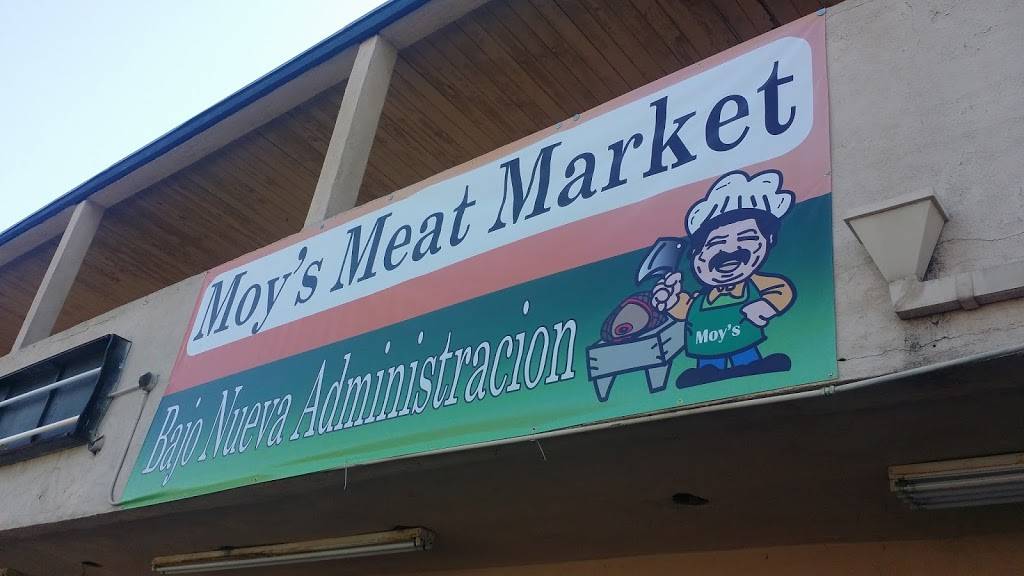 Moy's Meat Market
Bajo Nueva Administracion
Moy's